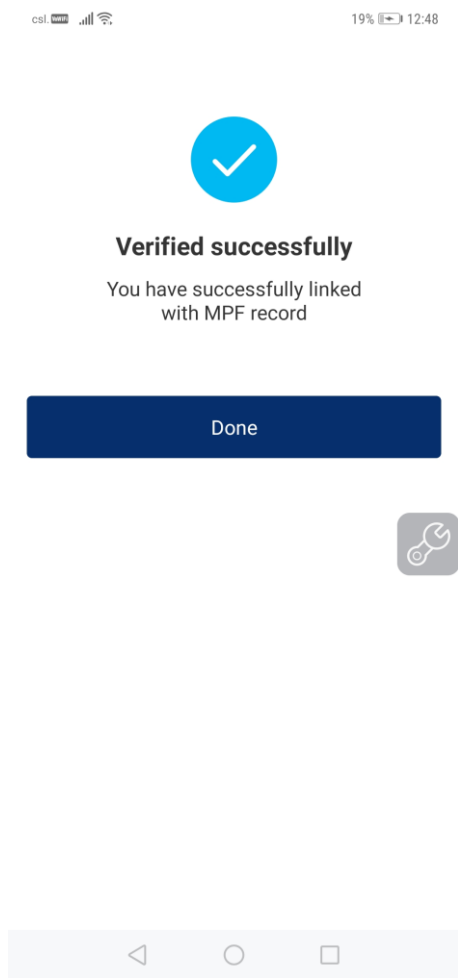 csl. 19% 12:48
Verified successfully
You have successfully linked
with MPF record
Done